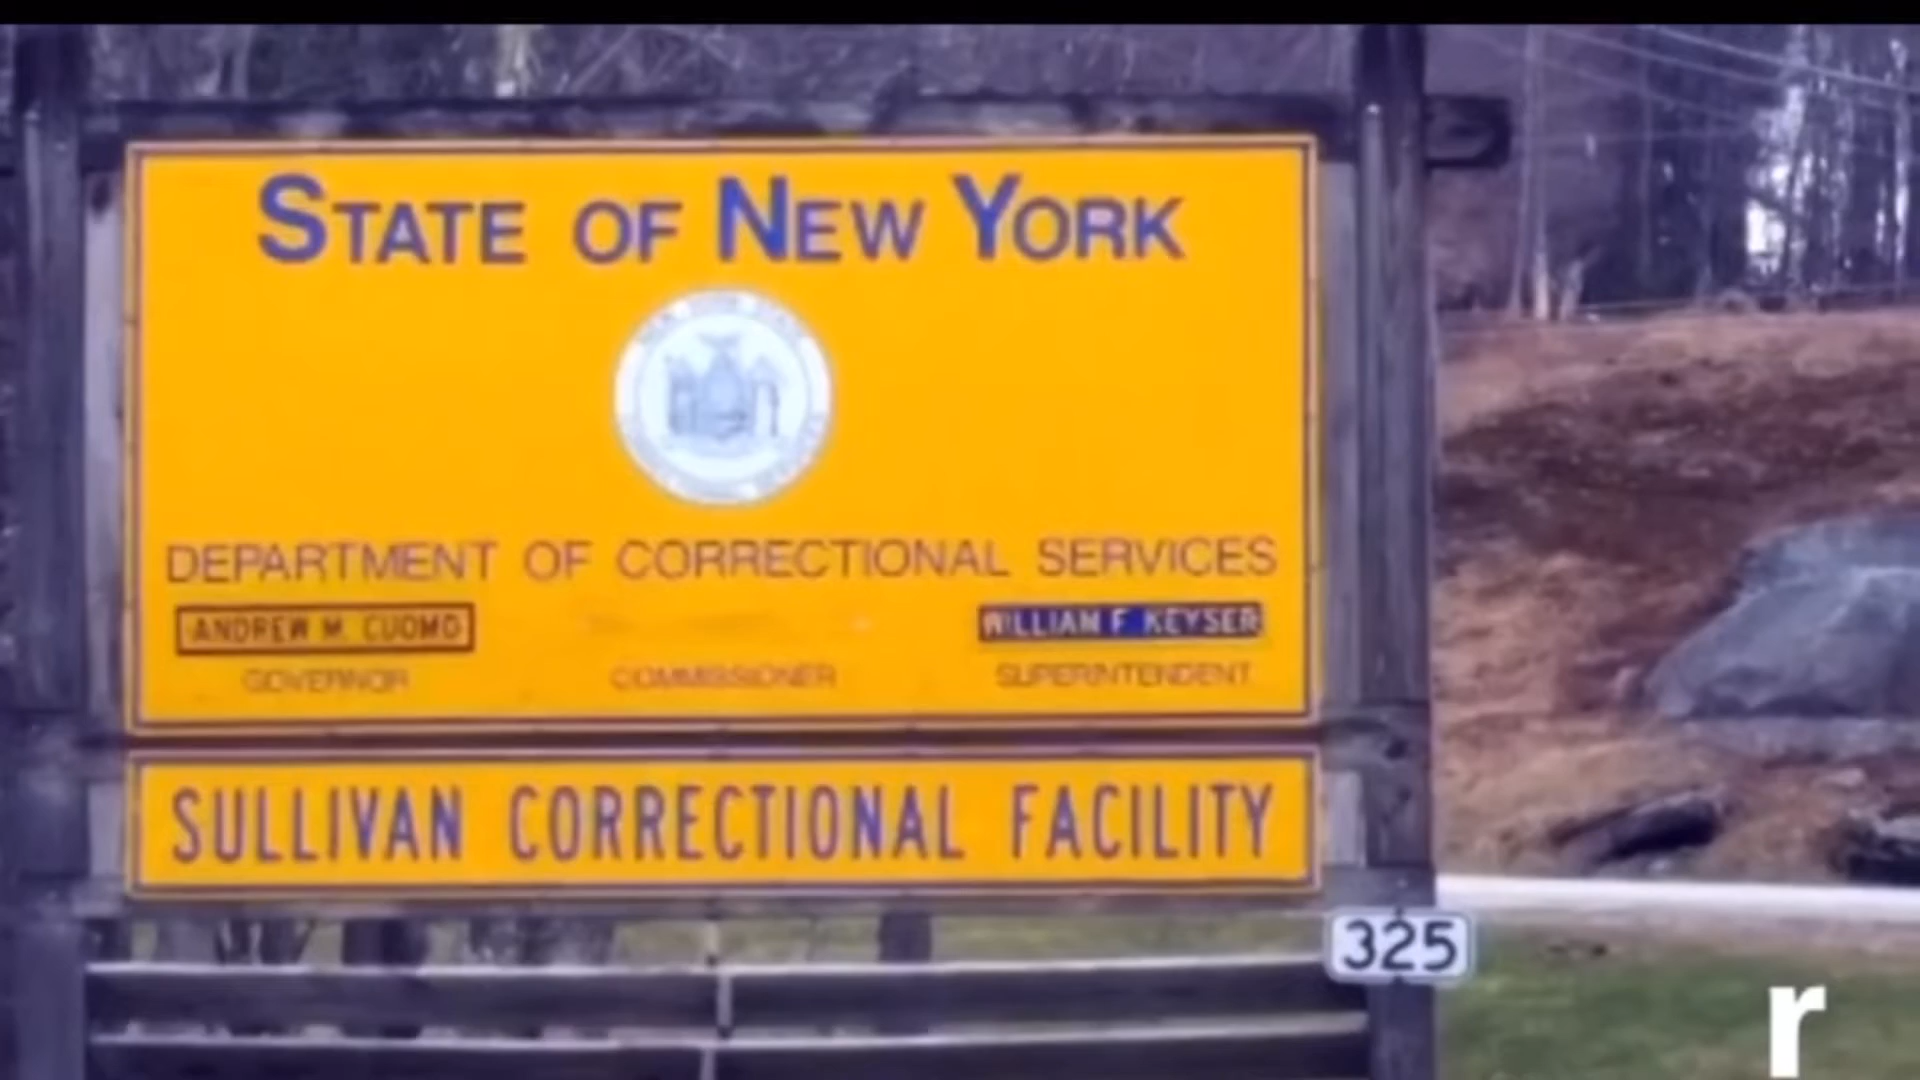 STATE OF NEW YORK
DEPARTMENT OF CORRECTIONAL SERVICES
ANDREW M. CUOMO
WILLIAM F KEYSER
GOVERNOR
COMMISSIONER
SUPERINTENDENT
SULLIVAN CORRECTIONAL FACILITY
325
r